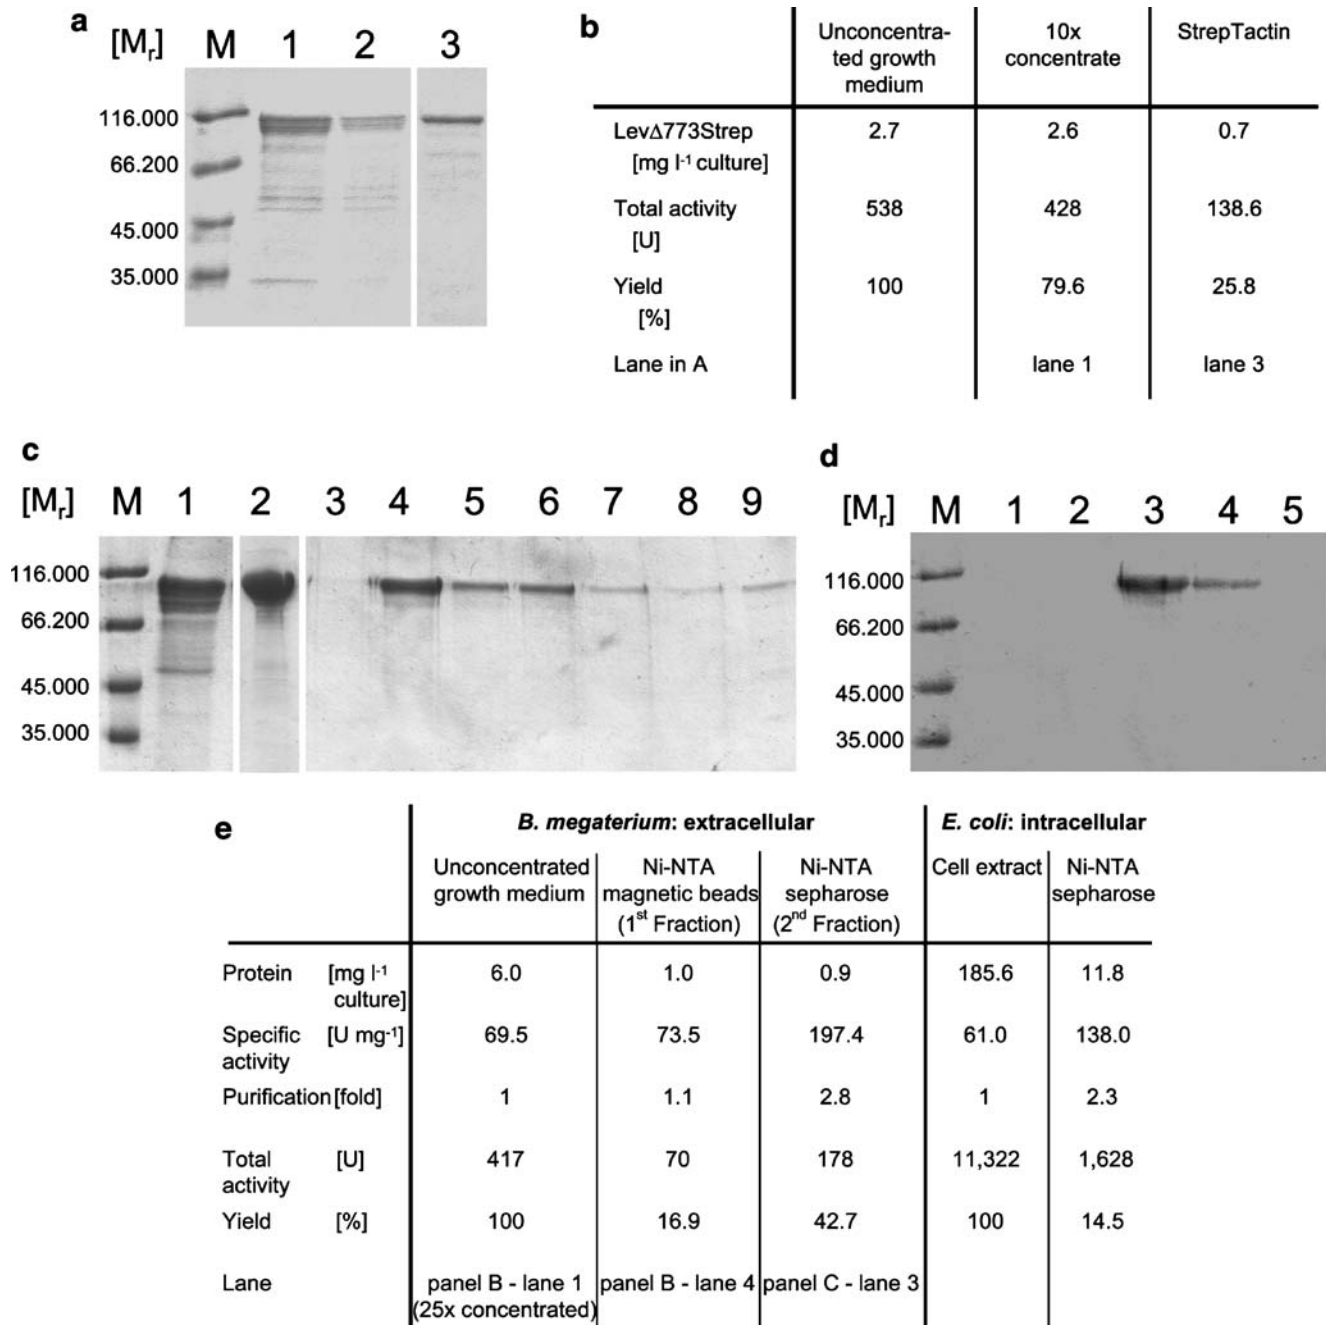 a
[Mr] M 1 2 3
116.000
66.200
45.000
35.000
b
Unconcentra-
ted growth
medium
10x
concentrate
StrepTactin
Lev∆773Strep 2.7 2.6 0.7
[mg l-1 culture]
Total activity 538 428 138.6
[U]
Yield 100 79.6 25.8
[%]
Lane in A lane 1 lane 3
c
[Mr] M 1 2 3 4 5 6 7 8 9
116.000
66.200
45.000
35.000
d
[Mr] M 1 2 3 4 5
116.000
66.200
45.000
35.000
e
B. megaterium: extracellular E. coli: intracellular
Unconcentrated
growth medium
Ni-NTA
magnetic beads
(1st Fraction)
Ni-NTA
sepharose
(2nd Fraction)
Cell extract
Ni-NTA
sepharose
Protein [mg l-1 6.0 1.0 0.9 185.6 11.8
culture]
Specific [U mg-1] 69.5 73.5 197.4 61.0 138.0
activity
Purification [fold] 1 1.1 2.8 1 2.3
Total [U] 417 70 178 11,322 1,628
activity
Yield [%] 100 16.9 42.7 100 14.5
Lane panel B - lane 1 panel B - lane 4 panel C - lane 3
(25x concentrated)